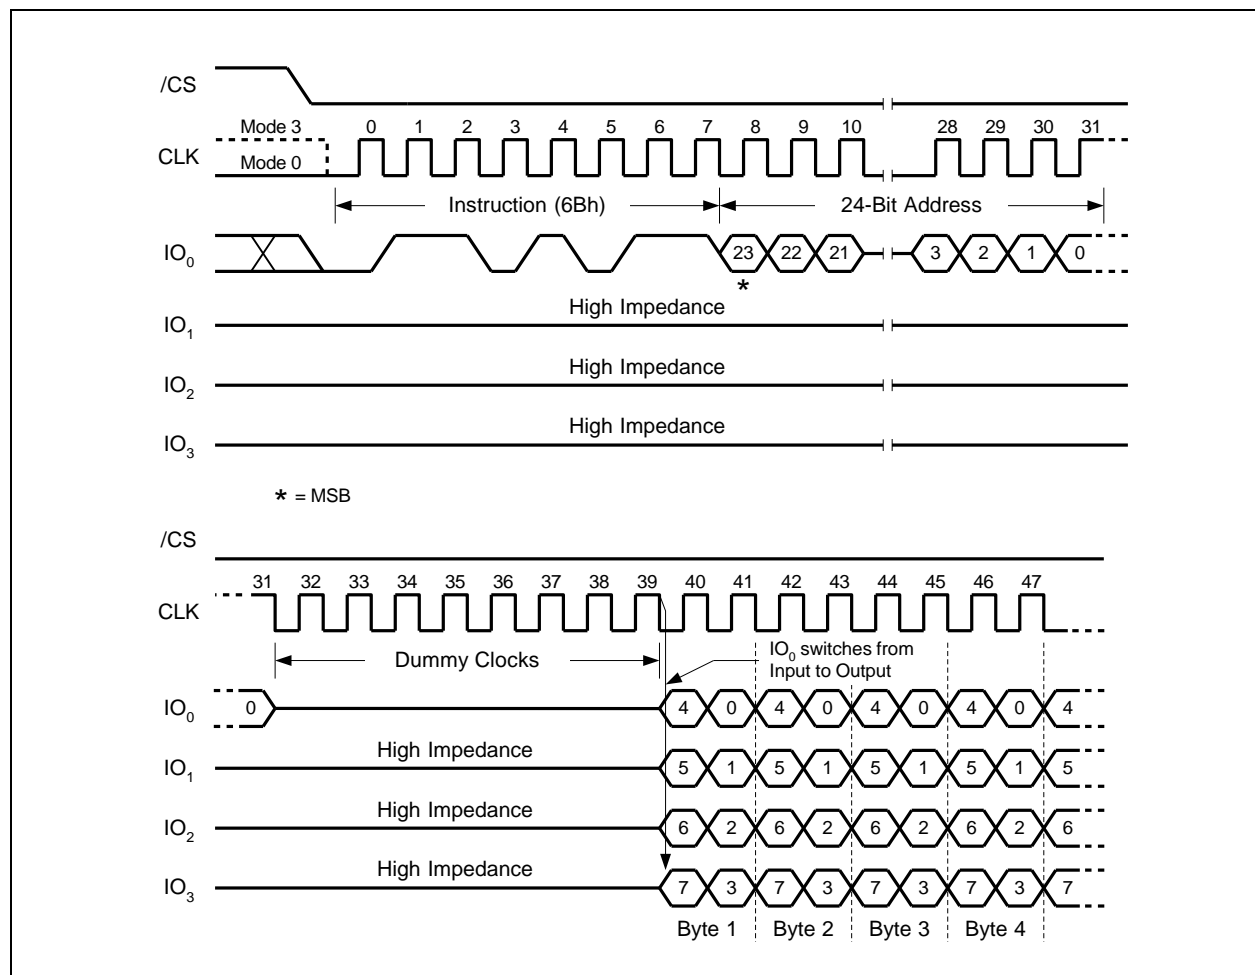 /CS
Mode 3 0 1 2 3 4 5 6 7 8 9 10 28 29 30 31
CLK Mode 0
Instruction (6Bh) 24-Bit Address
IO0 23 22 21 3 2 1 0
*
High Impedance
IO1
High Impedance
IO2
High Impedance
IO3
* = MSB
/CS
31 32 33 34 35 36 37 38 39 40 41 42 43 44 45 46 47
CLK
Dummy Clocks
IO0 switches from
Input to Output
IO0 0 4 0 4 0 4 0 4 0 4
High Impedance
IO1 5 1 5 1 5 1 5 1 5
High Impedance
IO2 6 2 6 2 6 2 6 2 6
High Impedance
IO3 7 3 7 3 7 3 7 3 7
Byte 1 Byte 2 Byte 3 Byte 4